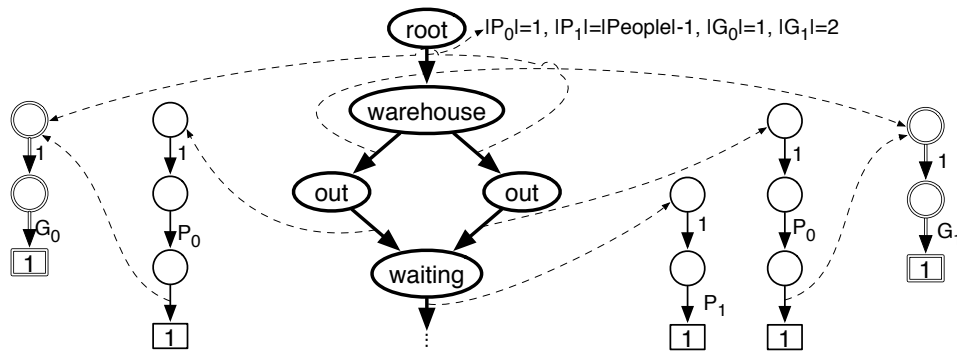 root
|P0|=1, |P1|=|People|-1, |G0|=1, |G1|=2
warehouse
1
1
1
1
out
out
1
G0
P0
P0
G
1
waiting
P1
1
1
1
1
...